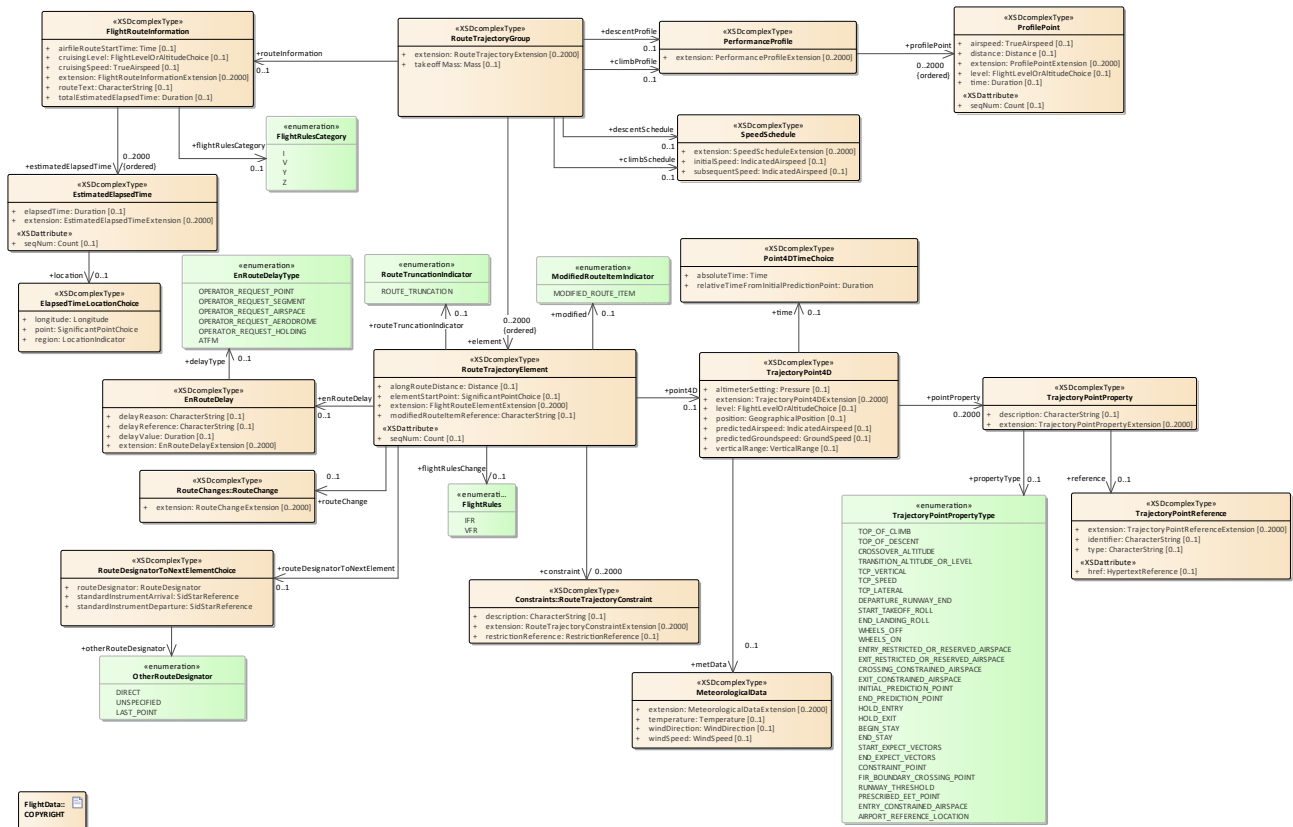 «XSDcomplexType»
FlightRouteInformation
+ airfileRouteStartTime: Time [0..1]
+ cruisingLevel: FlightLevelOrAltitudeChoice [0..1]
+ cruisingSpeed: TrueAirspeed [0..1]
+ extension: FlightRouteInformationExtension [0..2000]
+ routeText: CharacterString [0..1]
+ totalEstimatedElapsedTime: Duration [0..1]
+routeInformation
0..1
«XSDcomplexType»
RouteTrajectoryGroup
+ extension: RouteTrajectoryExtension [0..2000]
+ takeoffMass: Mass [0..1]
+descentProfile
0..1
+climbProfile
0..1
«XSDcomplexType»
PerformanceProfile
+ extension: PerformanceProfileExtension [0..2000]
+profilePoint
0..2000
{ordered}
«XSDcomplexType»
ProfilePoint
+ airspeed: TrueAirspeed [0..1]
+ distance: Distance [0..1]
+ extension: ProfilePointExtension [0..2000]
+ level: FlightLevelOrAltitudeChoice [0..1]
+ time: Duration [0..1]
«XSDattribute»
+ seqNum: Count [0..1]
+estimatedElapsedTime
0..2000
{ordered}
+flightRulesCategory
0..1
«enumeration»
FlightRulesCategory
I
V
Y
Z
+descentSchedule
0..1
+climbSchedule
0..1
«XSDcomplexType»
SpeedSchedule
+ extension: SpeedScheduleExtension [0..2000]
+ initialSpeed: IndicatedAirspeed [0..1]
+ subsequentSpeed: IndicatedAirspeed [0..1]
«XSDcomplexType»
EstimatedElapsedTime
+ elapsedTime: Duration [0..1]
+ extension: EstimatedElapsedTimeExtension [0..2000]
«XSDattribute»
+ seqNum: Count [0..1]
+location
0..1
«XSDcomplexType»
ElapsedTimeLocationChoice
+ longitude: Longitude
+ point: SignificantPointChoice
+ region: LocationIndicator
«enumeration»
EnRouteDelayType
OPERATOR_REQUEST_POINT
OPERATOR_REQUEST_SEGMENT
OPERATOR_REQUEST_AIRSPACE
OPERATOR_REQUEST_AERODROME
OPERATOR_REQUEST_HOLDING
ATFM
+delayType
0..1
«enumeration»
RouteTruncationIndicator
ROUTE_TRUNCATION
0..1
+routeTruncationIndicator
0..2000
{ordered}
+element
«enumeration»
ModifiedRouteItemIndicator
MODIFIED_ROUTE_ITEM
+modified
0..1
«XSDcomplexType»
Point4DTimeChoice
+ absoluteTime: Time
+ relativeTimeFromInitialPredictionPoint: Duration
+time
0..1
«XSDcomplexType»
EnRouteDelay
+ delayReason: CharacterString [0..1]
+ delayReference: CharacterString [0..1]
+ delayValue: Duration [0..1]
+ extension: EnRouteDelayExtension [0..2000]
+enRouteDelay
0..1
«XSDcomplexType»
RouteTrajectoryElement
+ alongRouteDistance: Distance [0..1]
+ elementStartPoint: SignificantPointChoice [0..1]
+ extension: FlightRouteElementExtension [0..2000]
+ modifiedRouteItemReference: CharacterString [0..1]
«XSDattribute»
+ seqNum: Count [0..1]
+point4D
0..1
«XSDcomplexType»
TrajectoryPoint4D
+ altimeterSetting: Pressure [0..1]
+ extension: TrajectoryPoint4DExtension [0..2000]
+ level: FlightLevelOrAltitudeChoice [0..1]
+ position: GeographicalPosition [0..1]
+ predictedAirspeed: IndicatedAirspeed [0..1]
+ predictedGroundspeed: GroundSpeed [0..1]
+ verticalRange: VerticalRange [0..1]
+pointProperty
0..2000
«XSDcomplexType»
TrajectoryPointProperty
+ description: CharacterString [0..1]
+ extension: TrajectoryPointPropertyExtension [0..2000]
«XSDcomplexType»
RouteChanges::RouteChange
+ extension: RouteChangeExtension [0..2000]
0..1
+routeChange
+flightRulesChange
0..1
«enumerati...
FlightRules
IFR
VFR
+propertyType
0..1
+reference
0..1
«enumeration»
TrajectoryPointPropertyType
TOP_OF_CLIMB
TOP_OF_DESCENT
CROSSOVER_ALTITUDE
TRANSITION_ALTITUDE_OR_LEVEL
TCP_VERTICAL
TCP_SPEED
TCP_LATERAL
DEPARTURE_RUNWAY_END
START_TAKEOFF_ROLL
END_LANDING_ROLL
WHEELS_OFF
WHEELS_ON
ENTRY_RESTRICTED_OR_RESERVED_AIRSPACE
EXIT_RESTRICTED_OR_RESERVED_AIRSPACE
CROSSING_CONSTRAINED_AIRSPACE
EXIT_CONSTRAINED_AIRSPACE
INITIAL_PREDICTION_POINT
END_PREDICTION_POINT
HOLD_ENTRY
HOLD_EXIT
BEGIN_STAY
END_STAY
START_EXPECT_VECTORS
END_EXPECT_VECTORS
CONSTRAINT_POINT
FIR_BOUNDARY_CROSSING_POINT
RUNWAY_THRESHOLD
PRESCRIBED_EET_POINT
ENTRY_CONSTRAINED_AIRSPACE
AIRPORT_REFERENCE_LOCATION
«XSDcomplexType»
TrajectoryPointReference
+ extension: TrajectoryPointReferenceExtension [0..2000]
+ identifier: CharacterString [0..1]
+ type: CharacterString [0..1]
«XSDattribute»
+ href: HypertextReference [0..1]
«XSDcomplexType»
RouteDesignatorToNextElementChoice
+ routeDesignator: RouteDesignator
+ standardInstrumentArrival: SidStarReference
+ standardInstrumentDeparture: SidStarReference
+routeDesignatorToNextElement
0..1
+constraint
0..2000
«XSDcomplexType»
Constraints::RouteTrajectoryConstraint
+ description: CharacterString [0..1]
+ extension: RouteTrajectoryConstraintExtension [0..2000]
+ restrictionReference: RestrictionReference [0..1]
+otherRouteDesignator
«enumeration»
OtherRouteDesignator
DIRECT
UNSPECIFIED
LAST_POINT
0..1
+metData
«XSDcomplexType»
MeteorologicalData
+ extension: MeteorologicalDataExtension [0..2000]
+ temperature: Temperature [0..1]
+ windDirection: WindDirection [0..1]
+ windSpeed: WindSpeed [0..1]
FlightData::
COPYRIGHT